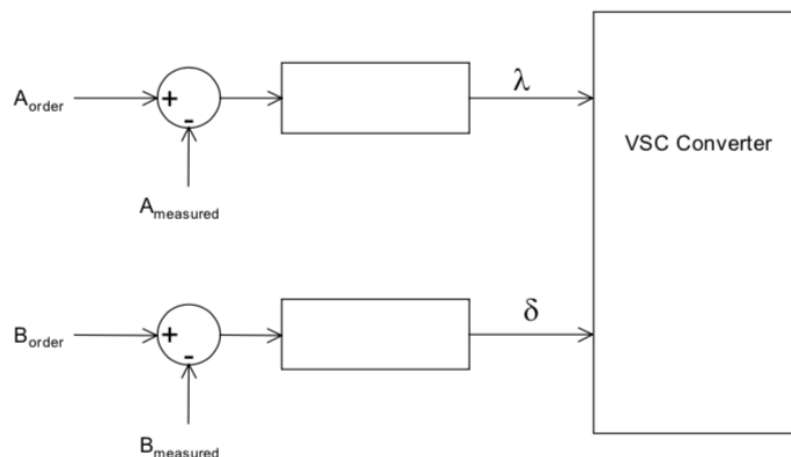 λ
VSC Converter
A_order
+
-
A_measured
δ
B_order
+
-
B_measured